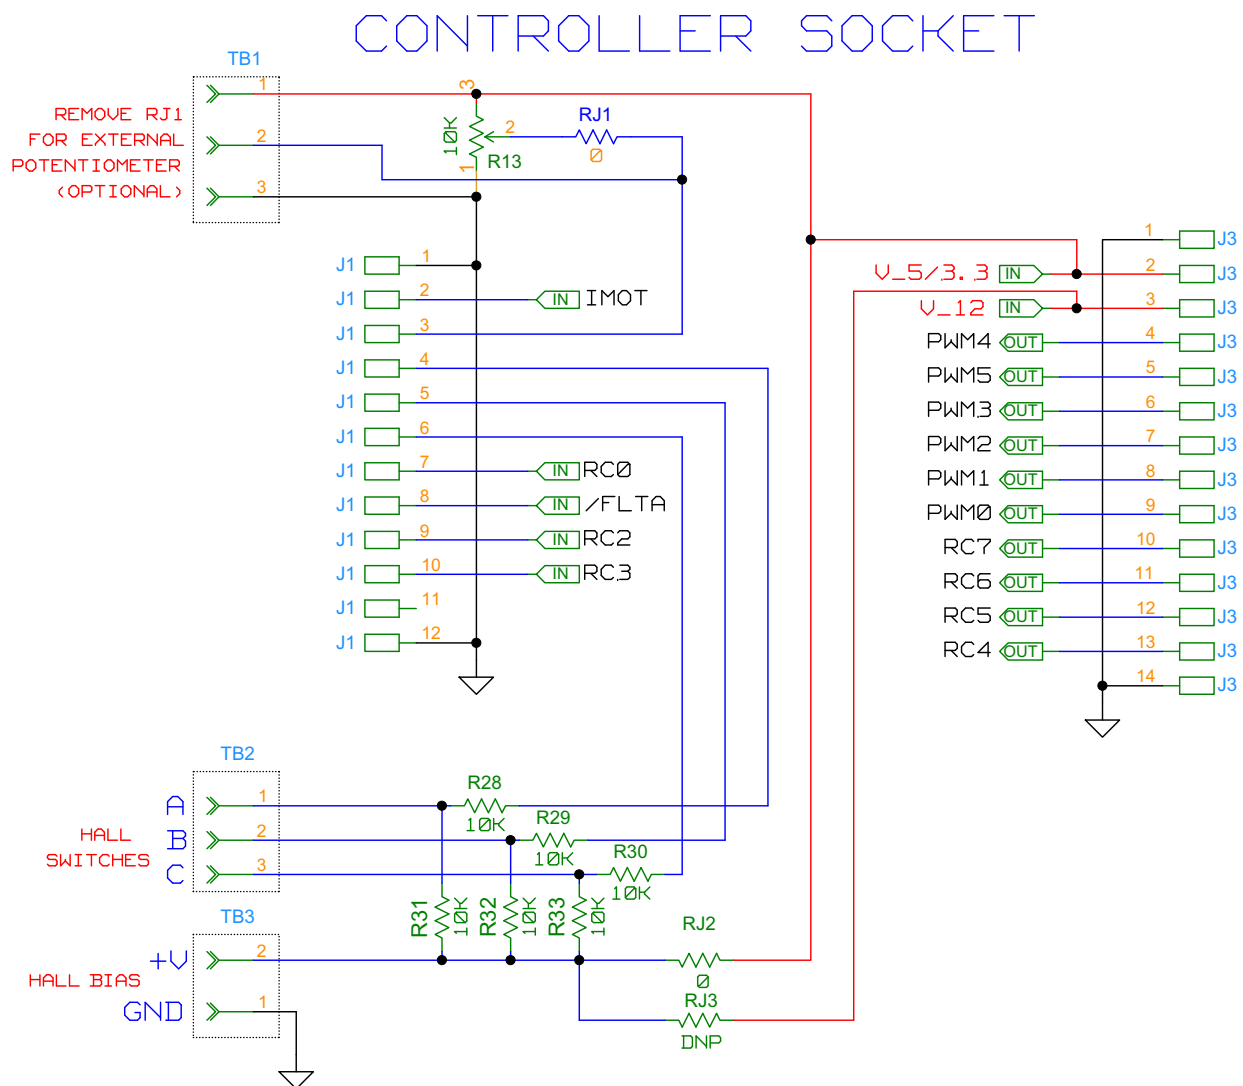 CONTROLLER SOCKET
TB1
1
2
3
REMOVE RJ1
FOR EXTERNAL
POTENTIOMETER
(OPTIONAL)
3
10K
2
1
R13
RJ1
0
J1 1
J1 2 IN IMOT
J1 3
J1 4
J1 5
J1 6
J1 7 IN RC0
J1 8 IN /FLTA
J1 9 IN RC2
J1 10 IN RC3
J1 11
J1 12
1 J3
V_5/3.3 IN 2 J3
V_12 IN 3 J3
PWM4 OUT 4 J3
PWM5 OUT 5 J3
PWM3 OUT 6 J3
PWM2 OUT 7 J3
PWM1 OUT 8 J3
PWM0 OUT 9 J3
RC7 OUT 10 J3
RC6 OUT 11 J3
RC5 OUT 12 J3
RC4 OUT 13 J3
14 J3
TB2
HALL
SWITCHES
A 1
B 2
C 3
R28
10K
R29
10K
R30
10K
R31 10K
R32 10K
R33 10K
TB3
HALL BIAS
+V 2
GND 1
RJ2
0
RJ3
DNP